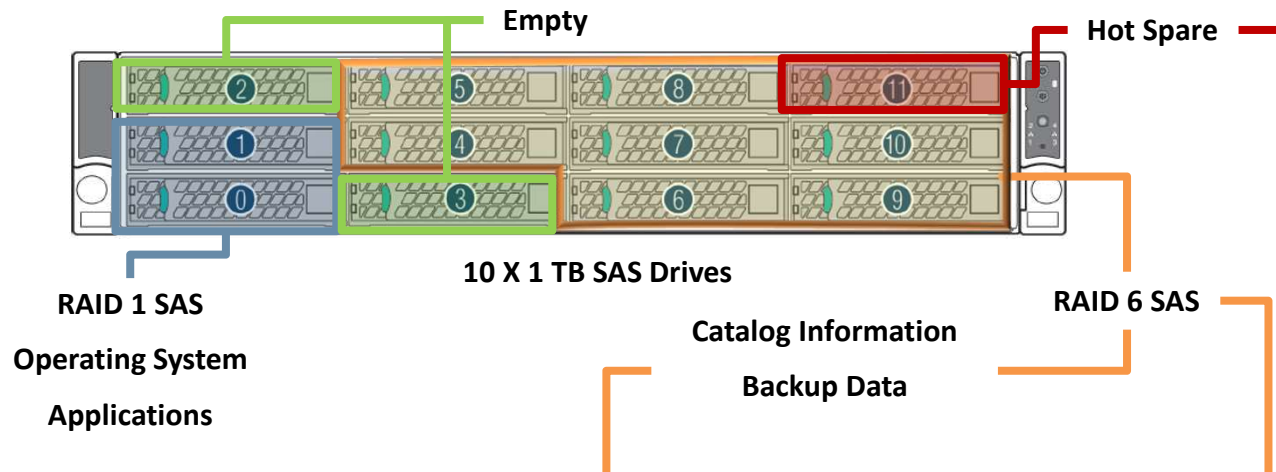 Empty
Hot Spare
2
5
8
11
1
4
7
10
0
3
6
9
10 X 1 TB SAS Drives
RAID 1 SAS
Operating System
Applications
RAID 6 SAS
Catalog Information
Backup Data